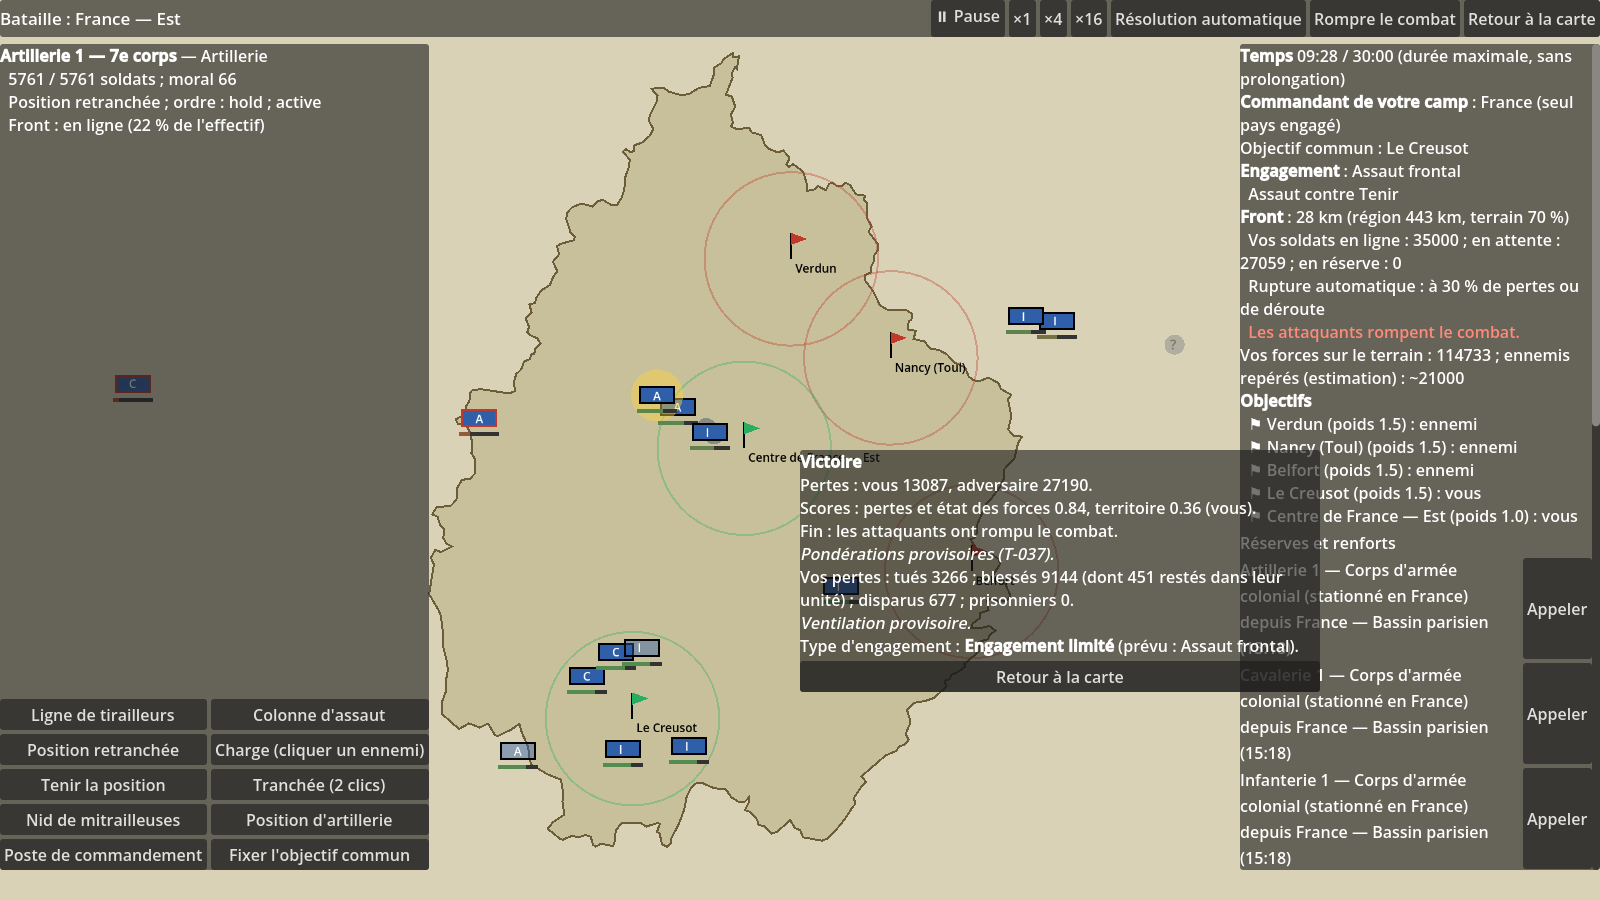 Bataille : France — Est
Pause
×1
×4
×16
Résolution automatique
Rompre le combat
Retour à la carte
Artillerie 1 — 7e corps — Artillerie
5761 / 5761 soldats ; moral 66
Position retranchée ; ordre : hold ; active
Front : en ligne (22 % de l'effectif)
Ligne de tirailleurs
Colonne d'assaut
Position retranchée
Charge (cliquer un ennemi)
Tenir la position
Tranchée (2 clics)
Nid de mitrailleuses
Position d'artillerie
Poste de commandement
Fixer l'objectif commun
C
A
Verdun
I
I
?
Nancy (Toul)
A
A
I
Centre de France — Est
C
I
C
Le Creusot
A
I
I
Victoire
Pertes : vous 13087, adversaire 27190.
Scores : pertes et état des forces 0.84, territoire 0.36 (vous).
Fin : les attaquants ont rompu le combat.
Pondérations provisoires (T-037).
Vos pertes : tués 3266 ; blessés 9144 (dont 451 restés dans leur
unité) ; disparus 677 ; prisonniers 0.
Ventilation provisoire.
Type d'engagement : Engagement limité (prévu : Assaut frontal).
Retour à la carte
Temps 09:28 / 30:00 (durée maximale, sans
prolongation)
Commandant de votre camp : France (seul
pays engagé)
Objectif commun : Le Creusot
Engagement : Assaut frontal
Assaut contre Tenir
Front : 28 km (région 443 km, terrain 70 %)
Vos soldats en ligne : 35000 ; en attente :
27059 ; en réserve : 0
Rupture automatique : à 30 % de pertes ou
de déroute
Les attaquants rompent le combat.
Vos forces sur le terrain : 114733 ; ennemis
repérés (estimation) : ~21000
Objectifs
Verdun (poids 1.5) : ennemi
Nancy (Toul) (poids 1.5) : ennemi
Belfort (poids 1.5) : ennemi
Le Creusot (poids 1.5) : vous
Centre de France — Est (poids 1.0) : vous
Réserves et renforts
Artillerie 1 — Corps d'armée
colonial (stationné en France)
depuis France — Bassin parisien
Appeler
Cavalerie 1 — Corps d'armée
colonial (stationné en France)
depuis France — Bassin parisien
(15:18)
Appeler
Infanterie 1 — Corps d'armée
colonial (stationné en France)
depuis France — Bassin parisien
(15:18)
Appeler